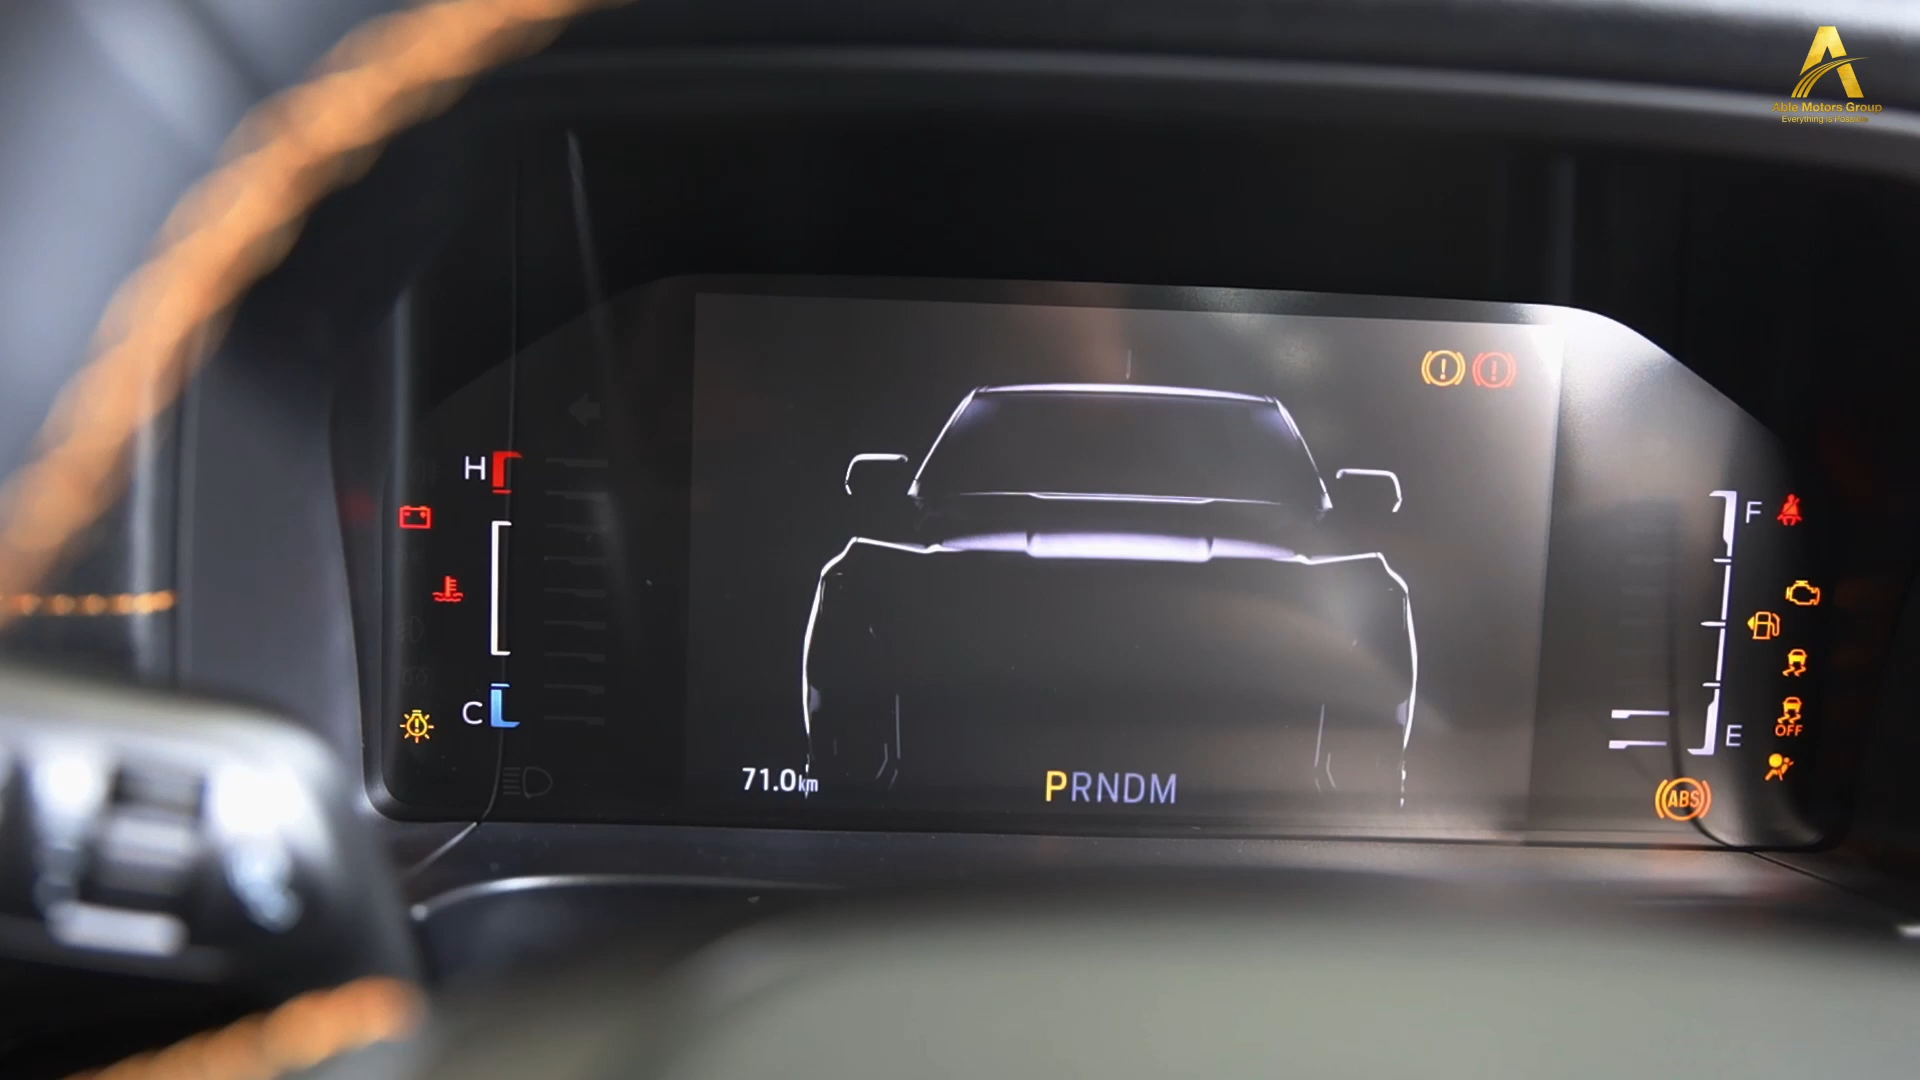 Able Motors Group
Everything is Possible
H
F
C
E
OFF
71.0km
PRNDM
ABS